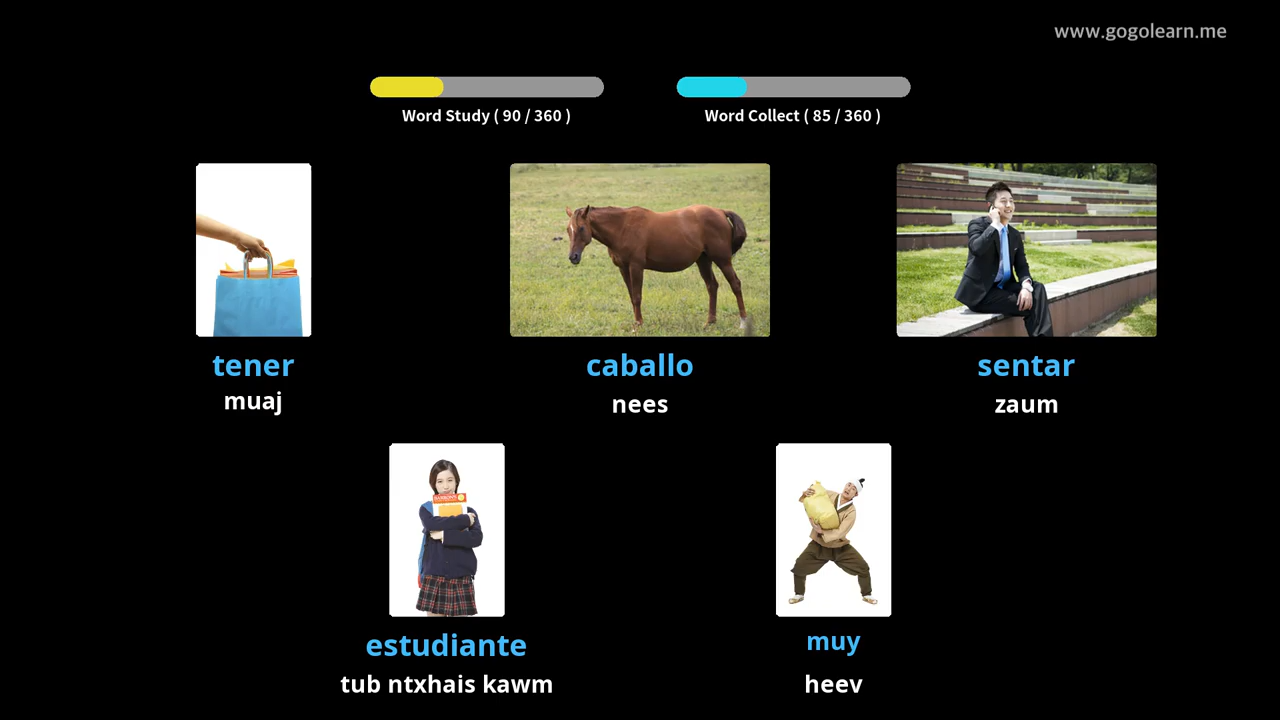 www.gogolearn.me
Word Study ( 90 / 360 )
Word Collect ( 85 / 360 )
tener
muaj
caballo
nees
sentar
zaum
estudiante
tub ntxhais kawm
muy
heev